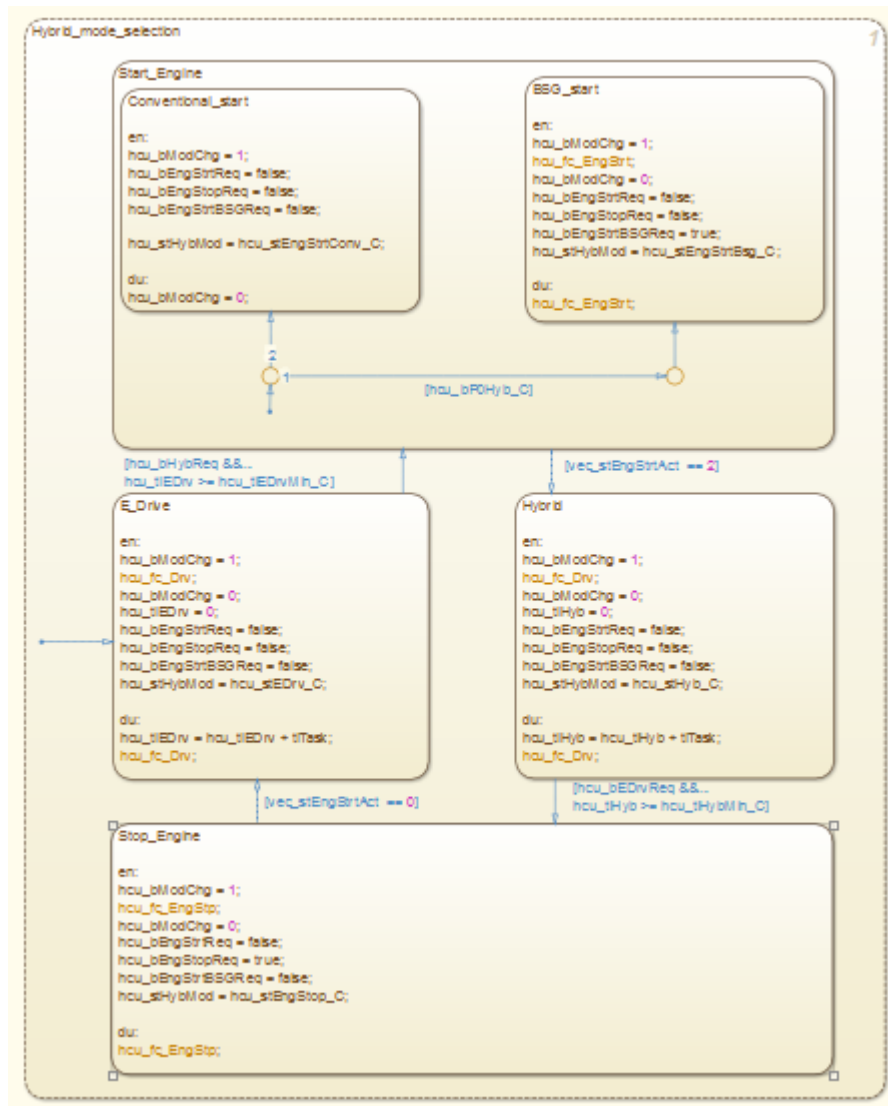 Hybrid_mode_selection
1
Start_Engine
Conventional_start
en:
hcu_bModChg = 1;
hcu_bEngStrtReq = false;
hcu_bEngStopReq = false;
hcu_bEngStrtBSGReq = false;
hcu_stHybMod = hcu_stEngStrtConv_C;
du:
hcu_bModChg = 0;
BSG_start
en:
hcu_bModChg = 1;
hcu_fc_EngStrt;
hcu_bModChg = 0;
hcu_bEngStrtReq = false;
hcu_bEngStopReq = false;
hcu_bEngStrtBSGReq = true;
hcu_stHybMod = hcu_stEngStrtBsg_C;
du:
hcu_fc_EngStrt;
2
1
[hcu_bP0Hyb_C]
[hcu_bHybReq &&...
hcu_tiEDrv >= hcu_tiEDrvMin_C]
[vec_stEngStrtAct == 2]
E_Drive
en:
hcu_bModChg = 1;
hcu_fc_Drv;
hcu_bModChg = 0;
hcu_tiEDrv = 0;
hcu_bEngStrtReq = false;
hcu_bEngStopReq = false;
hcu_bEngStrtBSGReq = false;
hcu_stHybMod = hcu_stEDrv_C;
du:
hcu_tiEDrv = hcu_tiEDrv + tiTask;
hcu_fc_Drv;
Hybrid
en:
hcu_bModChg = 1;
hcu_fc_Drv;
hcu_bModChg = 0;
hcu_tiHyb = 0;
hcu_bEngStrtReq = false;
hcu_bEngStopReq = false;
hcu_bEngStrtBSGReq = false;
hcu_stHybMod = hcu_stHyb_C;
du:
hcu_tiHyb = hcu_tiHyb + tiTask;
hcu_fc_Drv;
[vec_stEngStrtAct == 0]
[hcu_bEDrvReq &&...
hcu_tiHyb >= hcu_tiHybMin_C]
Stop_Engine
en:
hcu_bModChg = 1;
hcu_fc_EngStp;
hcu_bModChg = 0;
hcu_bEngStrtReq = false;
hcu_bEngStopReq = true;
hcu_bEngStrtBSGReq = false;
hcu_stHybMod = hcu_stEngStop_C;
du:
hcu_fc_EngStp;